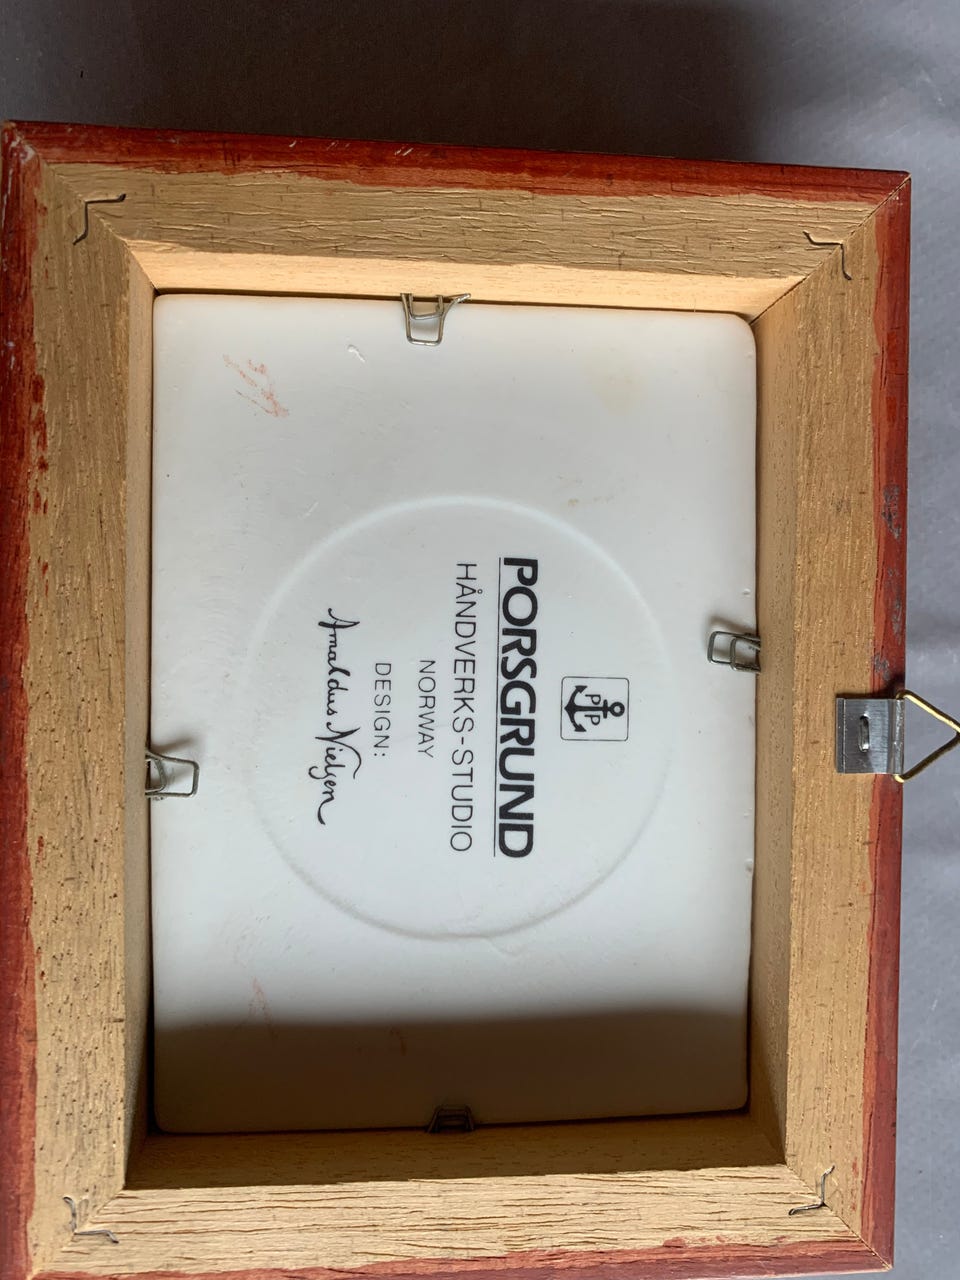 PP
PORSGRUND
HÅNDVERKS-STUDIO
NORWAY
DESIGN:
Amaldus Nielsen